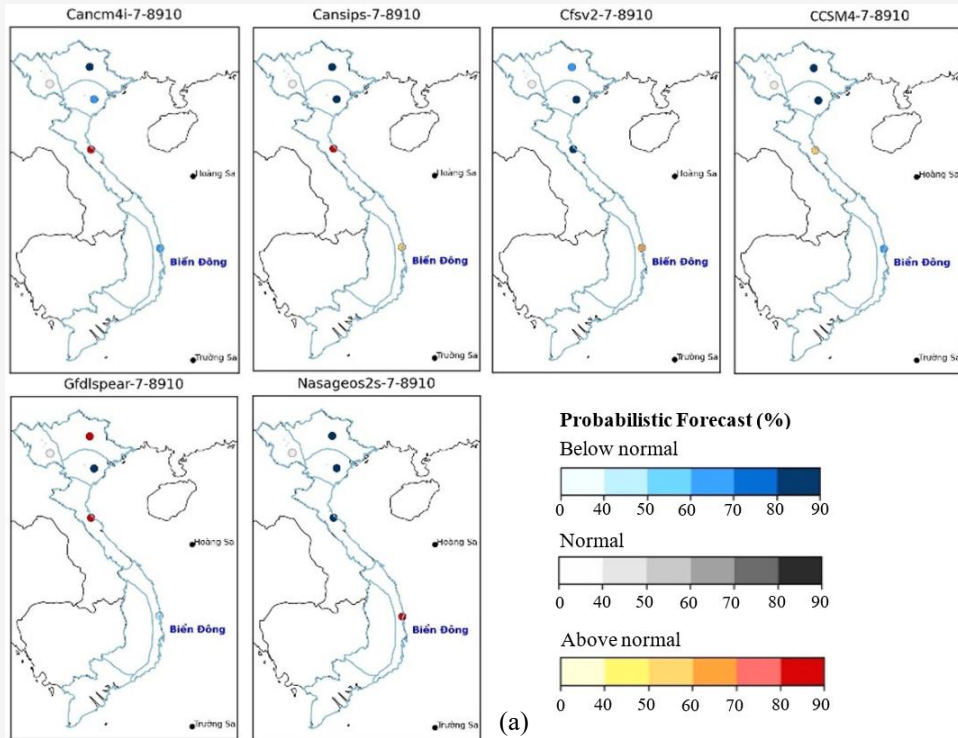 Cancm4i-7-8910
Cansips-7-8910
Cfsv2-7-8910
CCSM4-7-8910
Hoàng Sa
Hoàng Sa
Hoàng Sa
Hoàng Sa
Biển Đông
Biển Đông
Biển Đông
Biển Đông
Trường Sa
Trường Sa
Trường Sa
Trường Sa
Gfdlspear-7-8910
Nasageos2s-7-8910
Hoàng Sa
Hoàng Sa
Biển Đông
Biển Đông
Trường Sa
Trường Sa
Probabilistic Forecast (%)
Below normal
0 40 50 60 70 80 90
Normal
0 40 50 60 70 80 90
Above normal
0 40 50 60 70 80 90
(a)